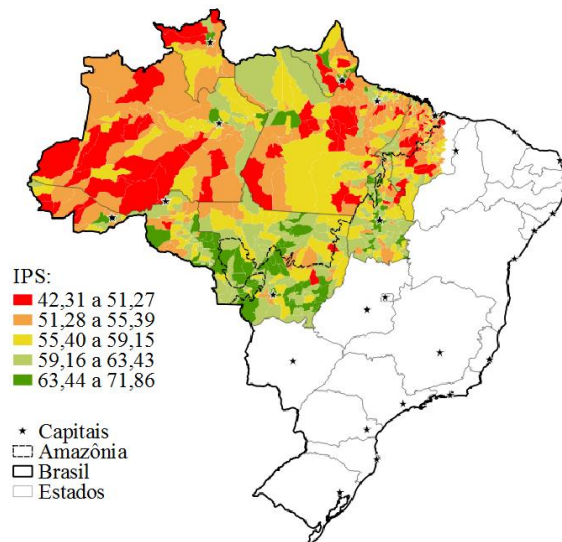 IPS:
42,31 a 51,27
51,28 a 55,39
55,40 a 59,15
59,16 a 63,43
63,44 a 71,86
Capitais
Amazônia
Brasil
Estados